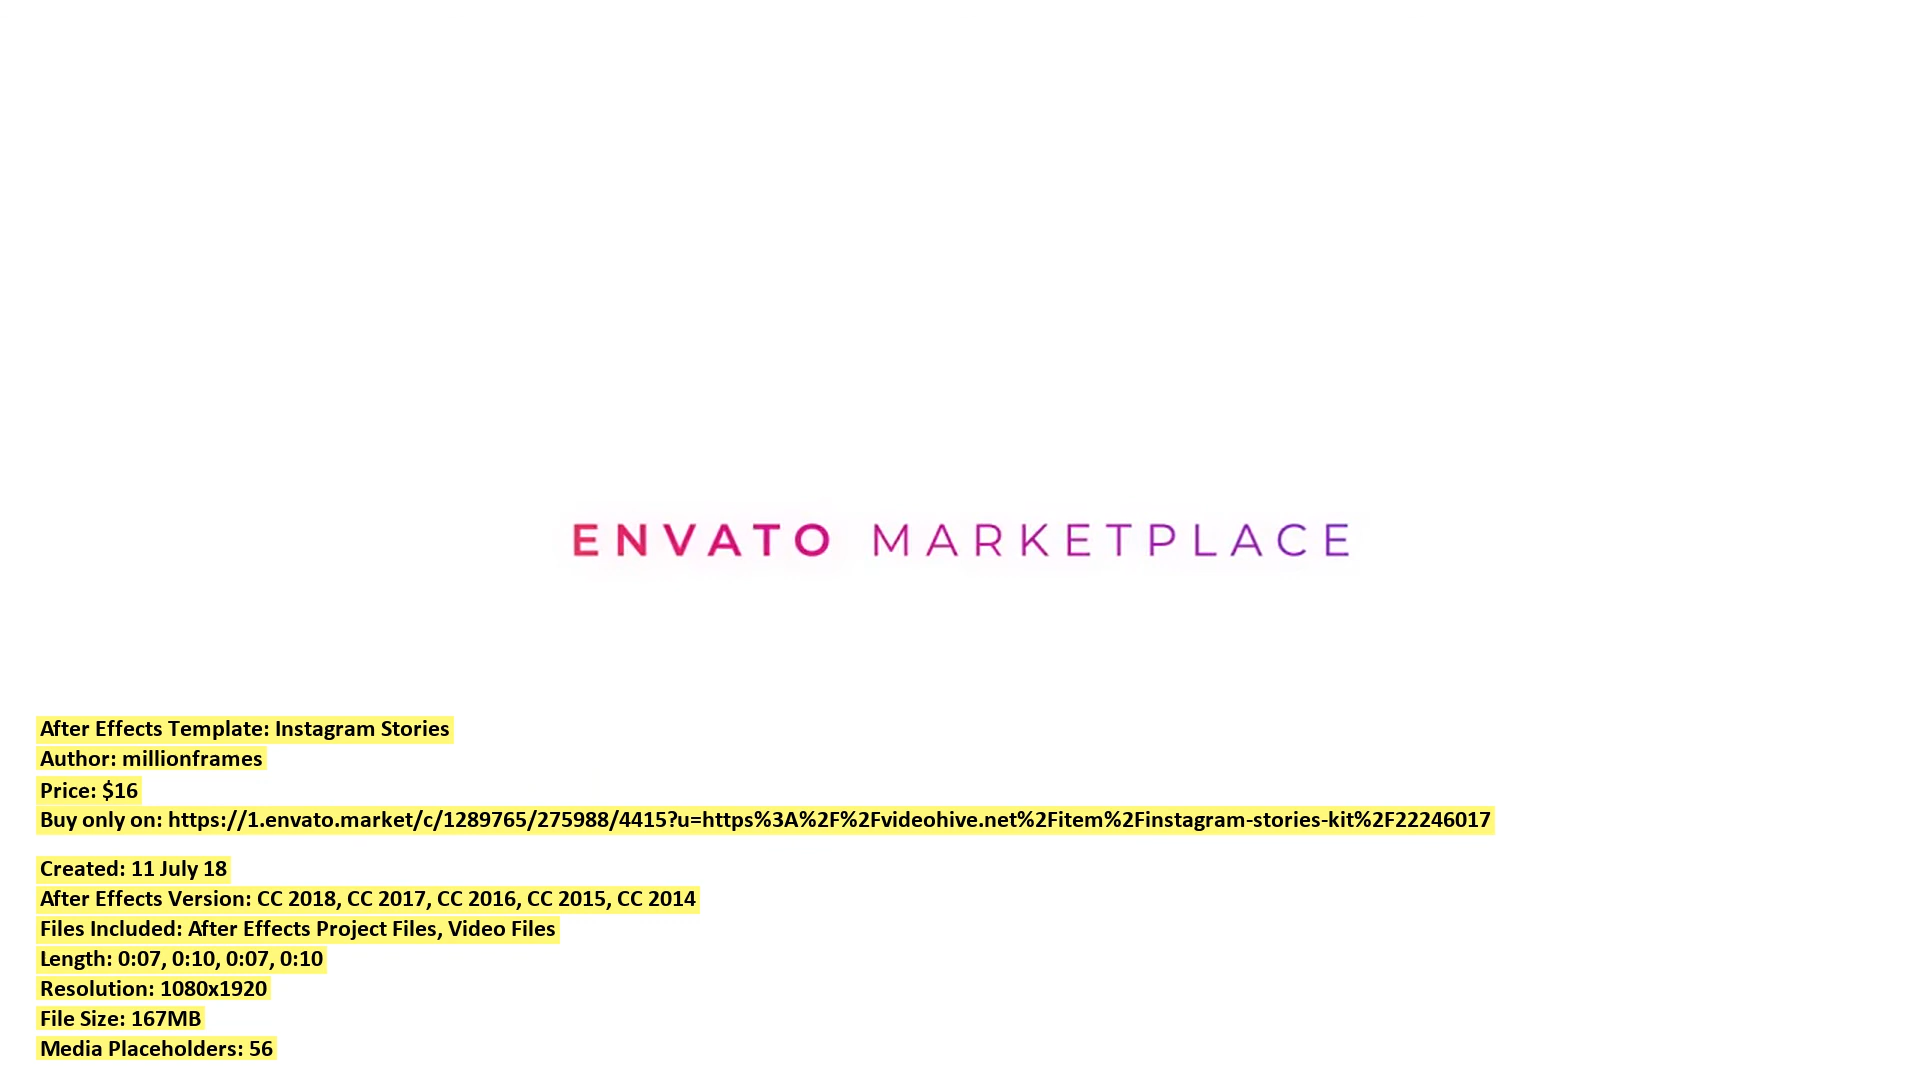 ENVATO MARKETPLACE
After Effects Template: Instagram Stories
Author: millionframes
Price: $16
Buy only on: https://1.envato.market/c/1289765/275988/4415?u=https%3A%2F%2Fvideohive.net%2Fitem%2Finstagram-stories-kit%2F22246017
Created: 11 July 18
After Effects Version: CC 2018, CC 2017, CC 2016, CC 2015, CC 2014
Files Included: After Effects Project Files, Video Files
Length: 0:07, 0:10, 0:07, 0:10
Resolution: 1080x1920
File Size: 167MB
Media Placeholders: 56